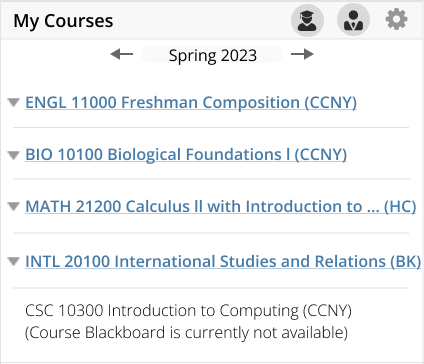 My Courses
Spring 2023
ENGL 11000 Freshman Composition (CCNY)
BIO 10100 Biological Foundations l (CCNY)
MATH 21200 Calculus ll with Introduction to ... (HC)
INTL 20100 International Studies and Relations (BK)
CSC 10300 Introduction to Computing (CCNY)
(Course Blackboard is currently not available)